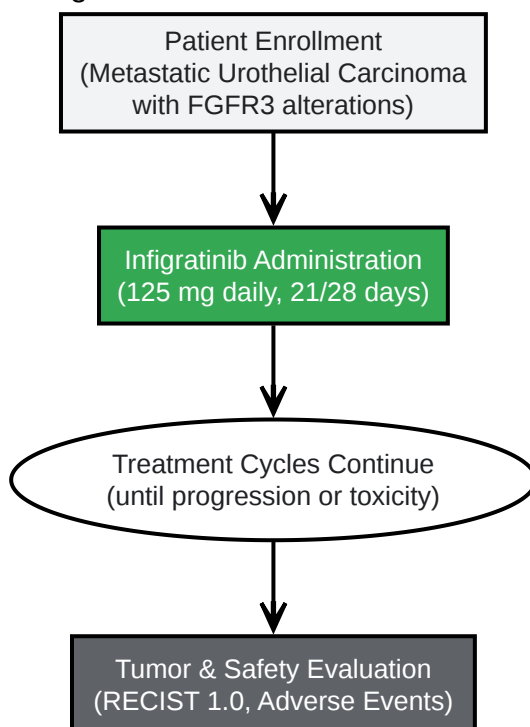 Patient Enrollment
(Metastatic Urothelial Carcinoma
with FGFR3 alterations)
Infigratinib Administration
(125 mg daily, 21/28 days)
Treatment Cycles Continue
(until progression or toxicity)
Tumor & Safety Evaluation
(RECIST 1.0, Adverse Events)